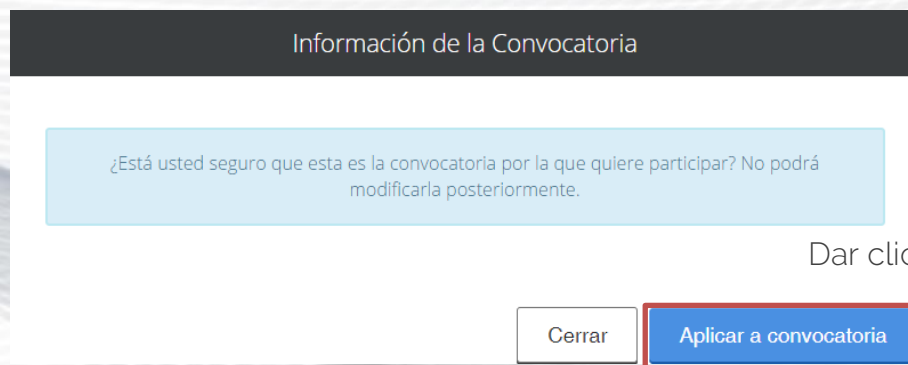 Información de la Convocatoria
¿Está usted seguro que esta es la convocatoria por la que quiere participar? No podrá
modificarla posteriormente.
Dar clic
Cerrar
Aplicar a convocatoria